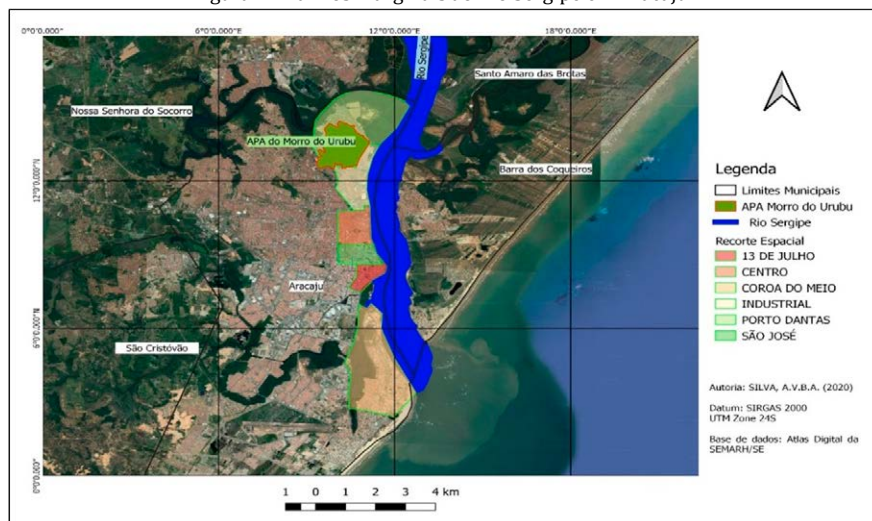 0°0'0.000"
6°0'0.000"
12°0'0.000"
18°0'0.000"
Rio Sergipe
Santo Amaro das Brotas
Nossa Senhora do Socorro
APA do Morro do Urubu
12°0'0.000"N
Barra dos Coqueiros
Aracaju
6°0'0.000"N
São Cristóvão
0°0'0.000"
Legenda
Limites Municipais
APA Morro do Urubu
Rio Sergipe
Recorte Espacial
13 DE JULHO
CENTRO
COROA DO MEIO
INDUSTRIAL
PORTO DANTAS
SÃO JOSÉ
Autoria: SILVA, A.V.B.A. (2020)
Datum: SIRGAS 2000
UTM Zone 24S
Base de dados: Atlas Digital da
SEMARH/SE
1 0 1 2 3 4 km